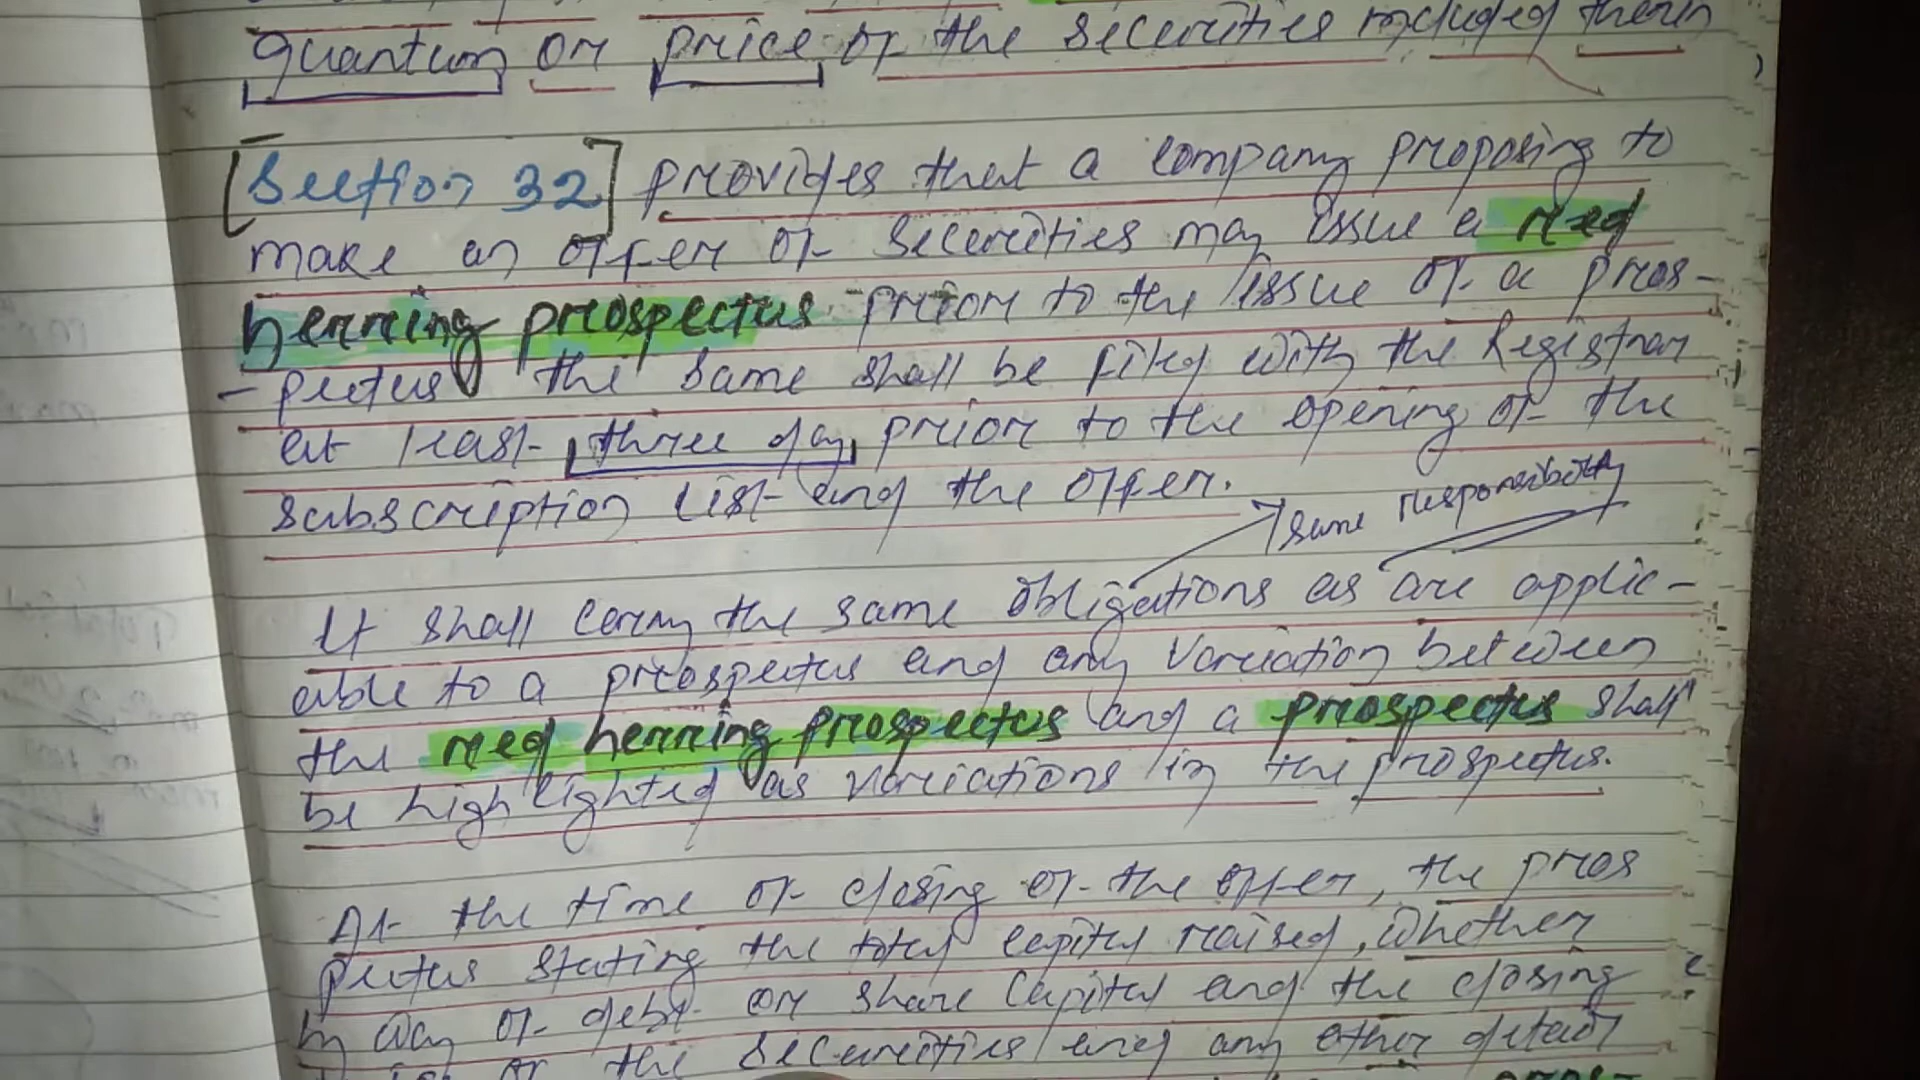 quantum or price of the securities included therein
[Section 32] provides that a company proposing to
make an offer of securities may issue a red
herring prospectus prior to the issue of a pros-
-pectus the same shall be filed with the Registrar
at least three day prior to the opening of the
subscription list and the offer.
same responsibility
It shall carry the same obligations as are applic-
able to a prospectus and any variation between
the red herring prospectus and a prospectus shall
be highlighted as variations in the prospectus.
At the time of closing of the offer, the pros
pectus stating the total capital raised, whether
by way of debt or share capital and the closing
of the securities and any other detail